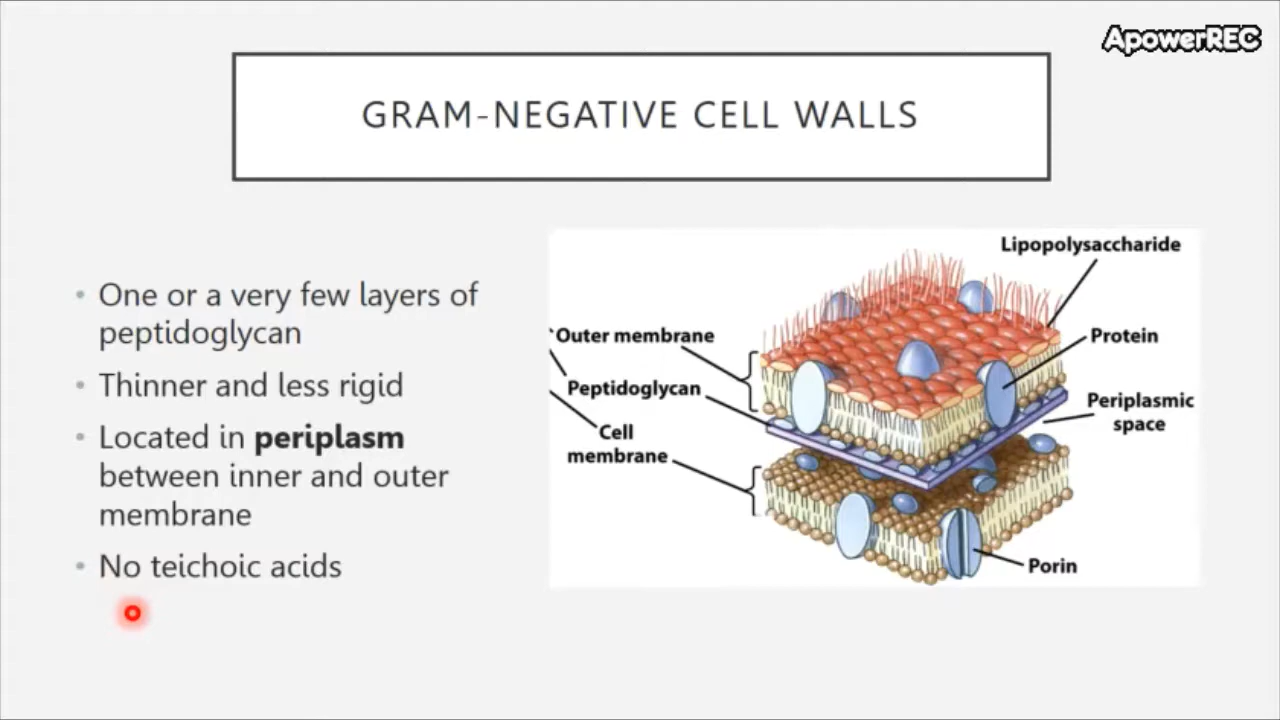 ApowerREC
GRAM-NEGATIVE CELL WALLS
• One or a very few layers of
peptidoglycan
• Thinner and less rigid
• Located in periplasm
between inner and outer
membrane
• No teichoic acids
Lipopolysaccharide
Outer membrane
Protein
Peptidoglycan
Periplasmic
space
Cell
membrane
Porin